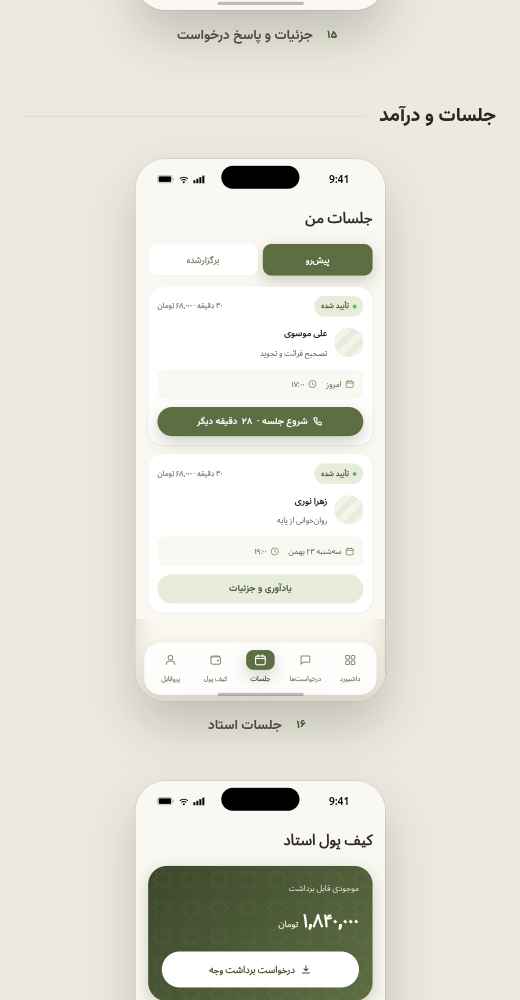 ۱۵ جزئیات و پاسخ درخواست
جلسات و درآمد
9:41
جلسات من
پیش‌رو
برگزارشده
تأیید شده
۳۰ دقیقه · ۶۸,۰۰۰ تومان
علی موسوی
تصحیح قرائت و تجوید
امروز ۱۷:۰۰
شروع جلسه · ۲۸ دقیقه دیگر
تأیید شده
۳۰ دقیقه · ۶۸,۰۰۰ تومان
زهرا نوری
روان‌خوانی از پایه
سه‌شنبه ۲۳ بهمن ۱۹:۰۰
یادآوری و جزئیات
داشبورد
درخواست‌ها
جلسات
کیف پول
پروفایل
۱۶ جلسات استاد
9:41
کیف پول استاد
موجودی قابل برداشت
۱,۸۴۰,۰۰۰ تومان
درخواست برداشت وجه